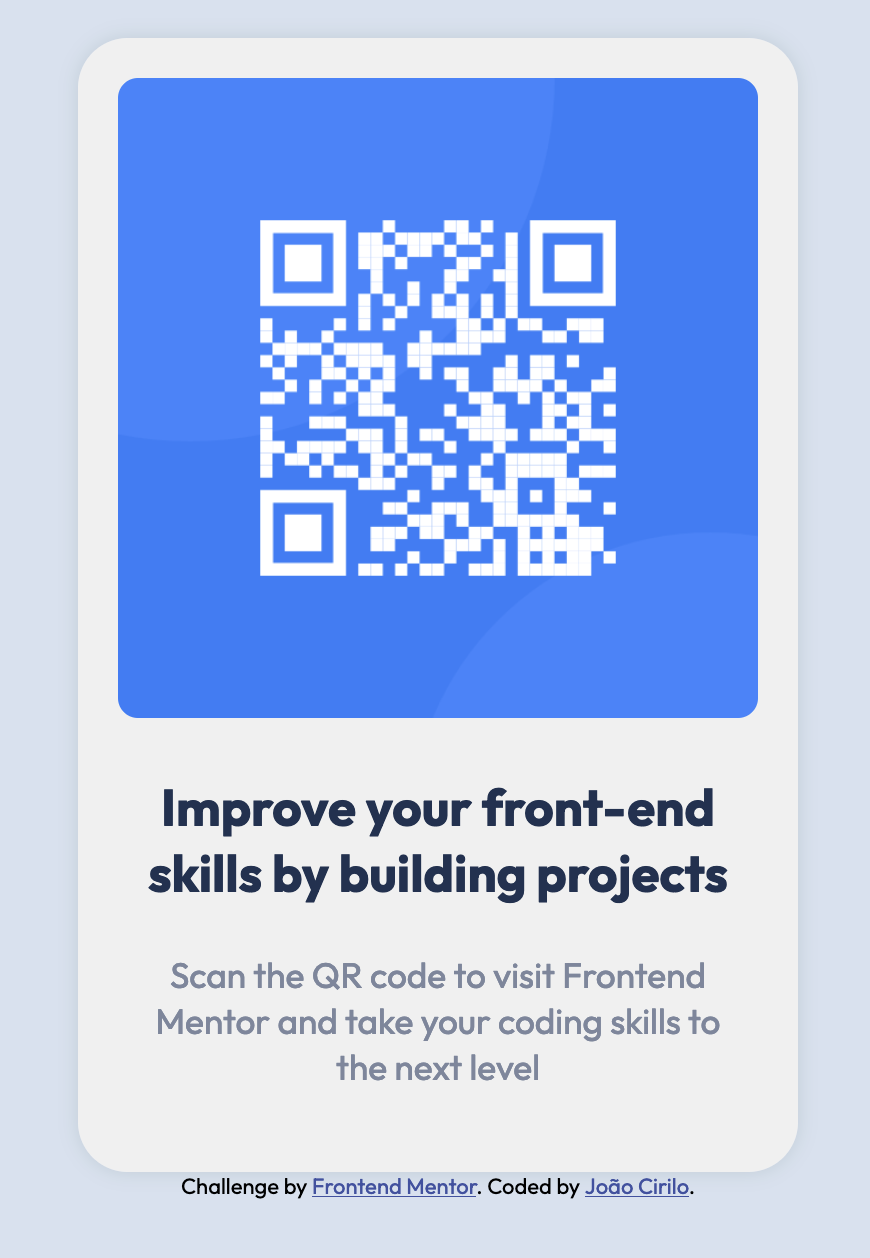 Improve your front-end
skills by building projects
Scan the QR code to visit Frontend
Mentor and take your coding skills to
the next level
Challenge by Frontend Mentor. Coded by João Cirilo.